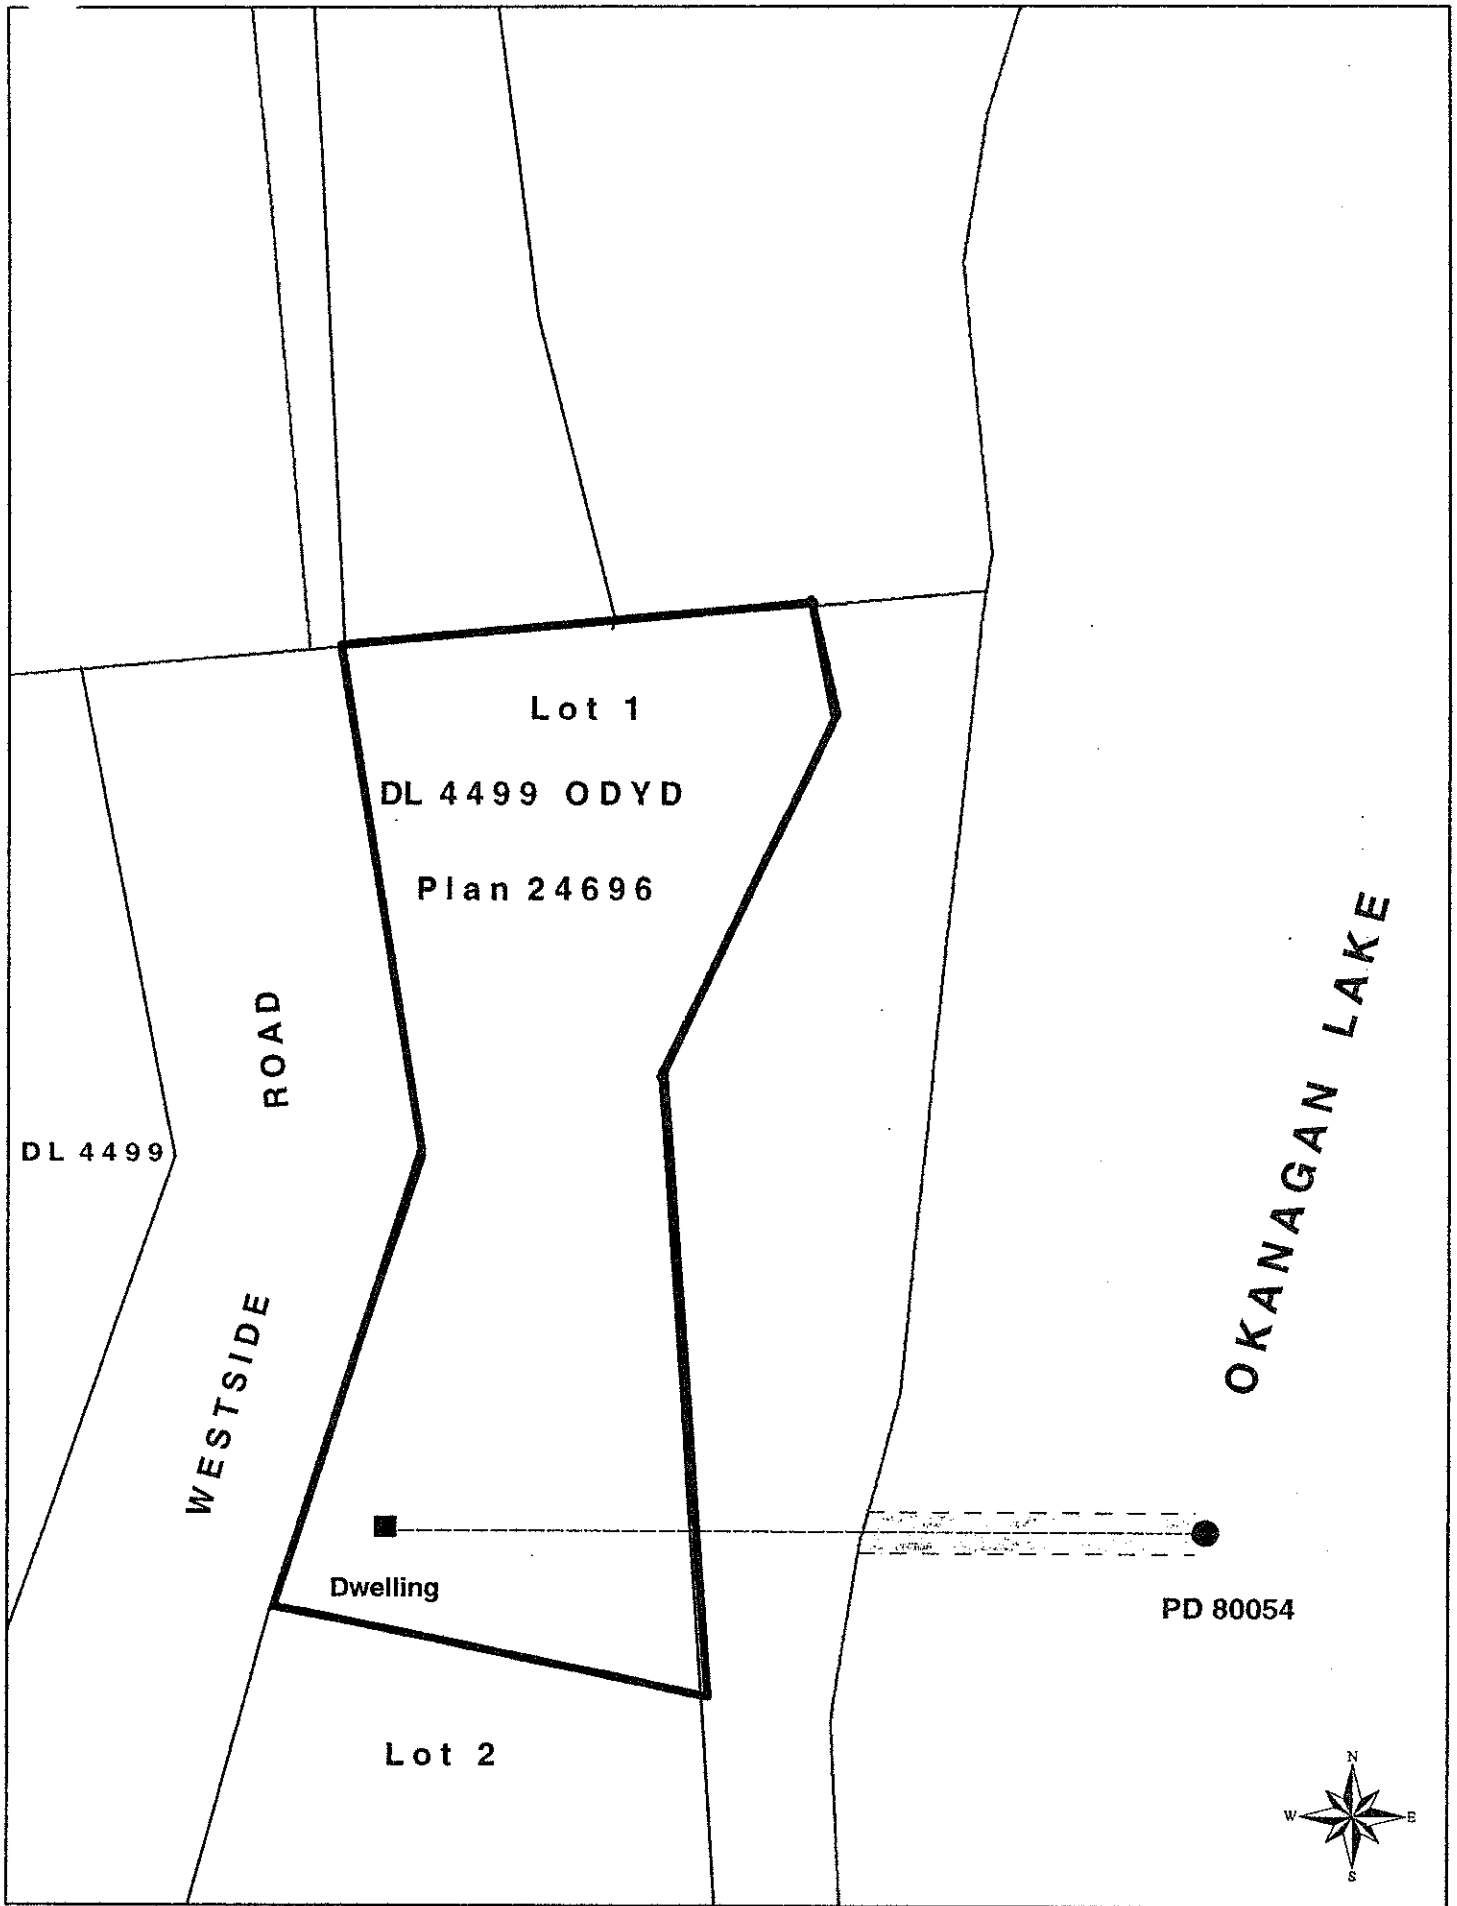 Lot 1
DL 4499 ODYD
Plan 24696
OKANAGAN LAKE
ROAD
DL 4499
WESTSIDE
Dwelling
PD 80054
Lot 2
N
W E
S